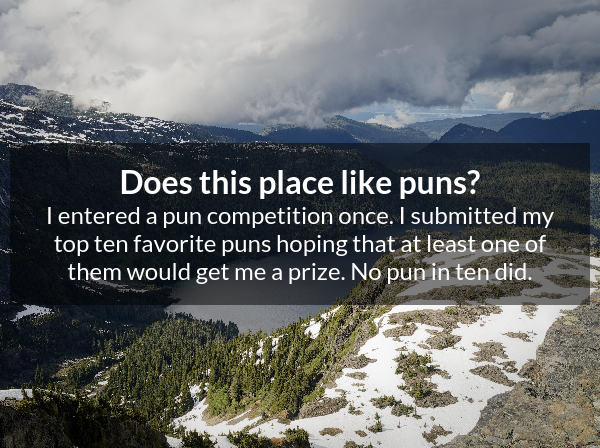 Does this place like puns?
I entered a pun competition once. I submitted my
top ten favorite puns hoping that at least one of
them would get me a prize. No pun in ten did.